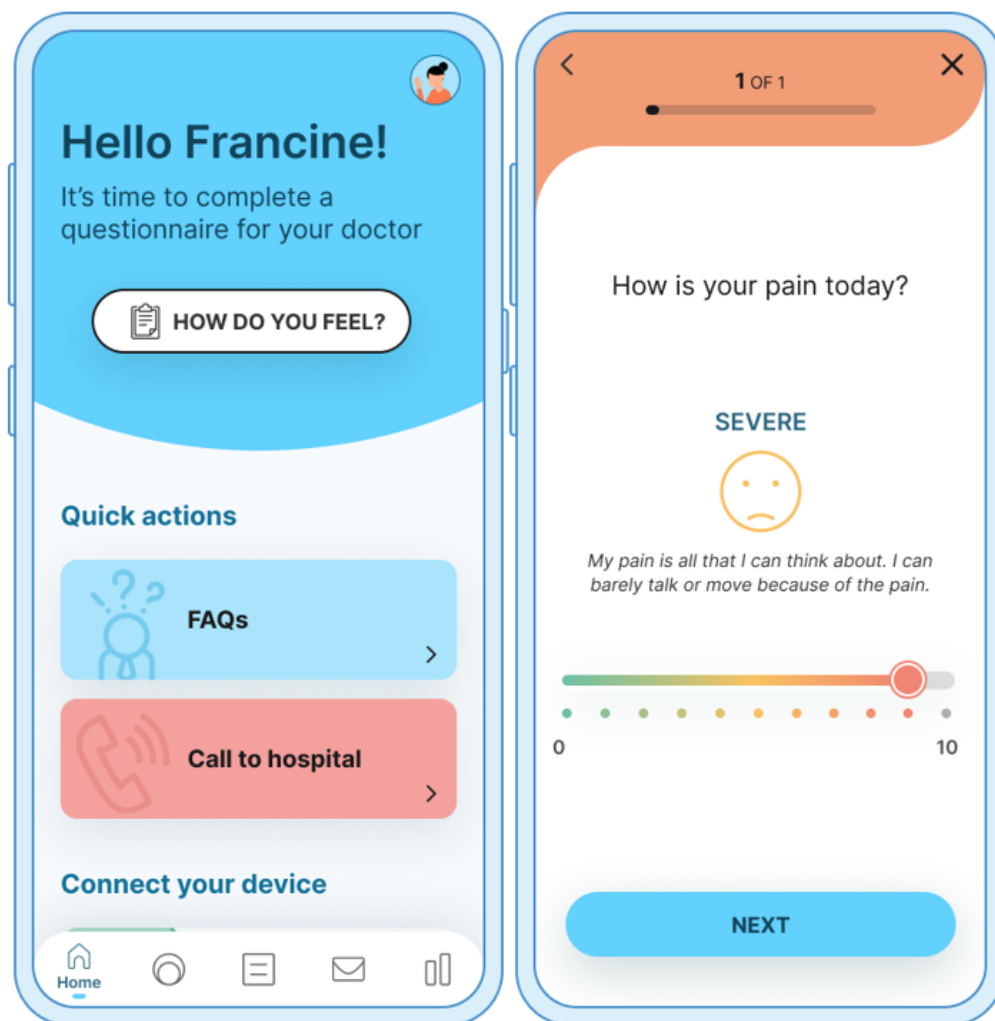 Hello Francine!
It's time to complete a
questionnaire for your doctor
HOW DO YOU FEEL?
Quick actions
FAQs
Call to hospital
Connect your device
Home
1 OF 1
How is your pain today?
SEVERE
My pain is all that I can think about. I can
barely talk or move because of the pain.
0 10
NEXT